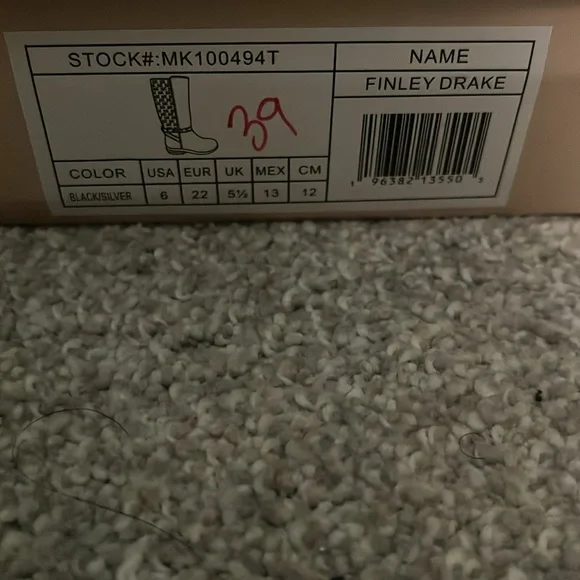 STOCK#:MK100494T
NAME
FINLEY DRAKE
39
COLOR USA EUR UK MEX CM
BLACK/SILVER 6 22 5½ 13 12
1 96382 13550 5